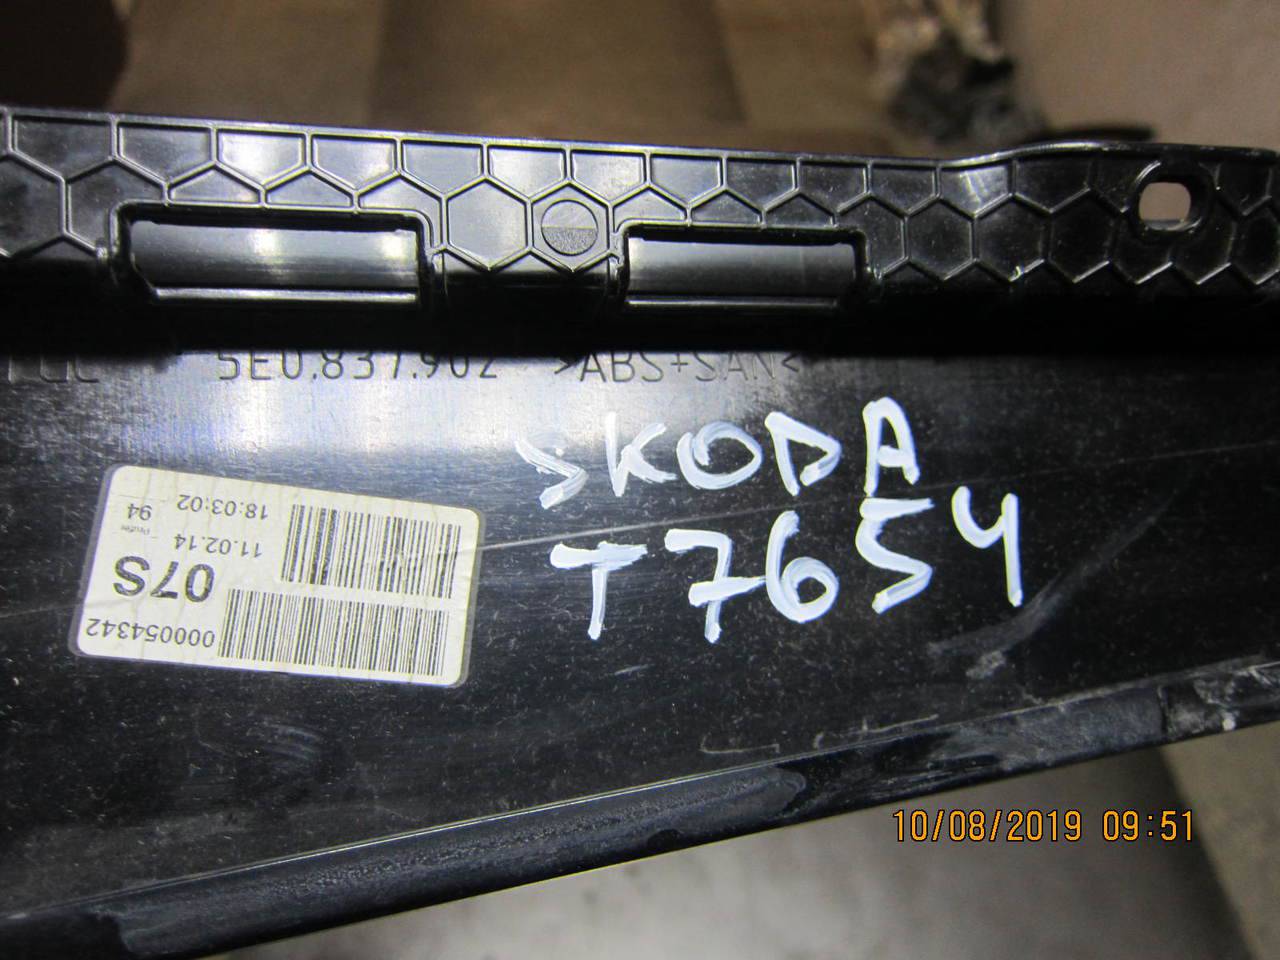 5E0.837.902 >ABS+SAN<
SKODA
T7654
000054342
07S
11.02.14
18:03:02
Prüfer
94
10/08/2019 09:51